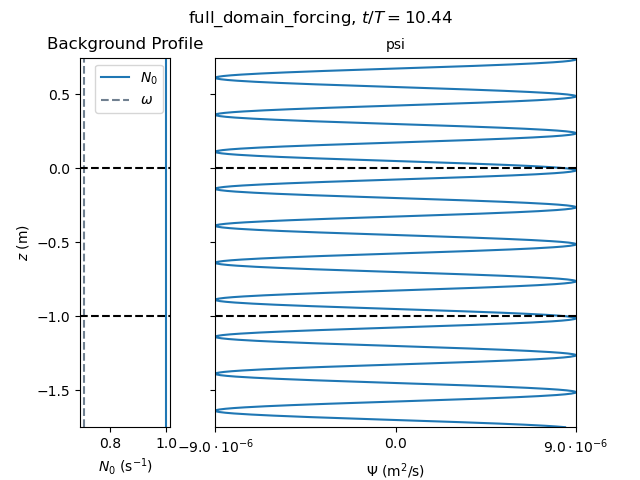 full_domain_forcing, t/T = 10.44
Background Profile
psi
N₀
ω
0.5
0.0
−0.5
−1.0
−1.5
z (m)
0.8
1.0
−9.0 · 10⁻⁶
0.0
9.0 · 10⁻⁶
N₀ (s⁻¹)
Ψ (m²/s)